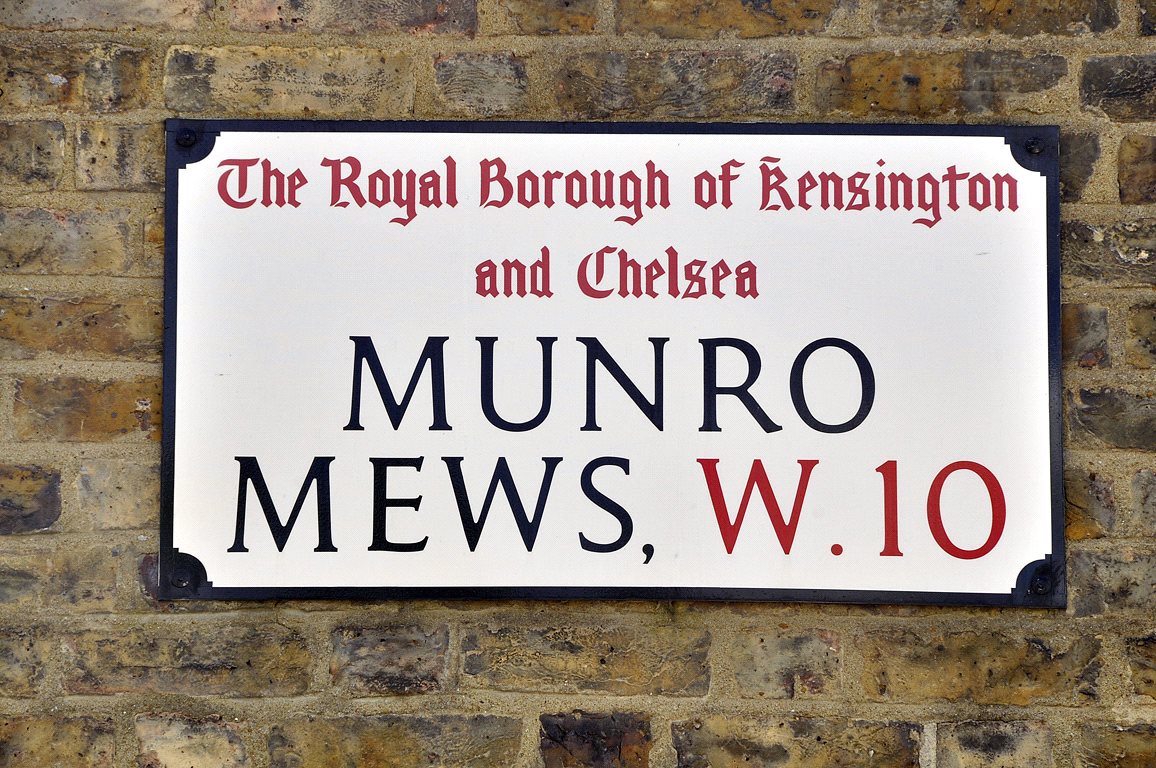 The Royal Borough of Kensington
and Chelsea
MUNRO
MEWS, W.10